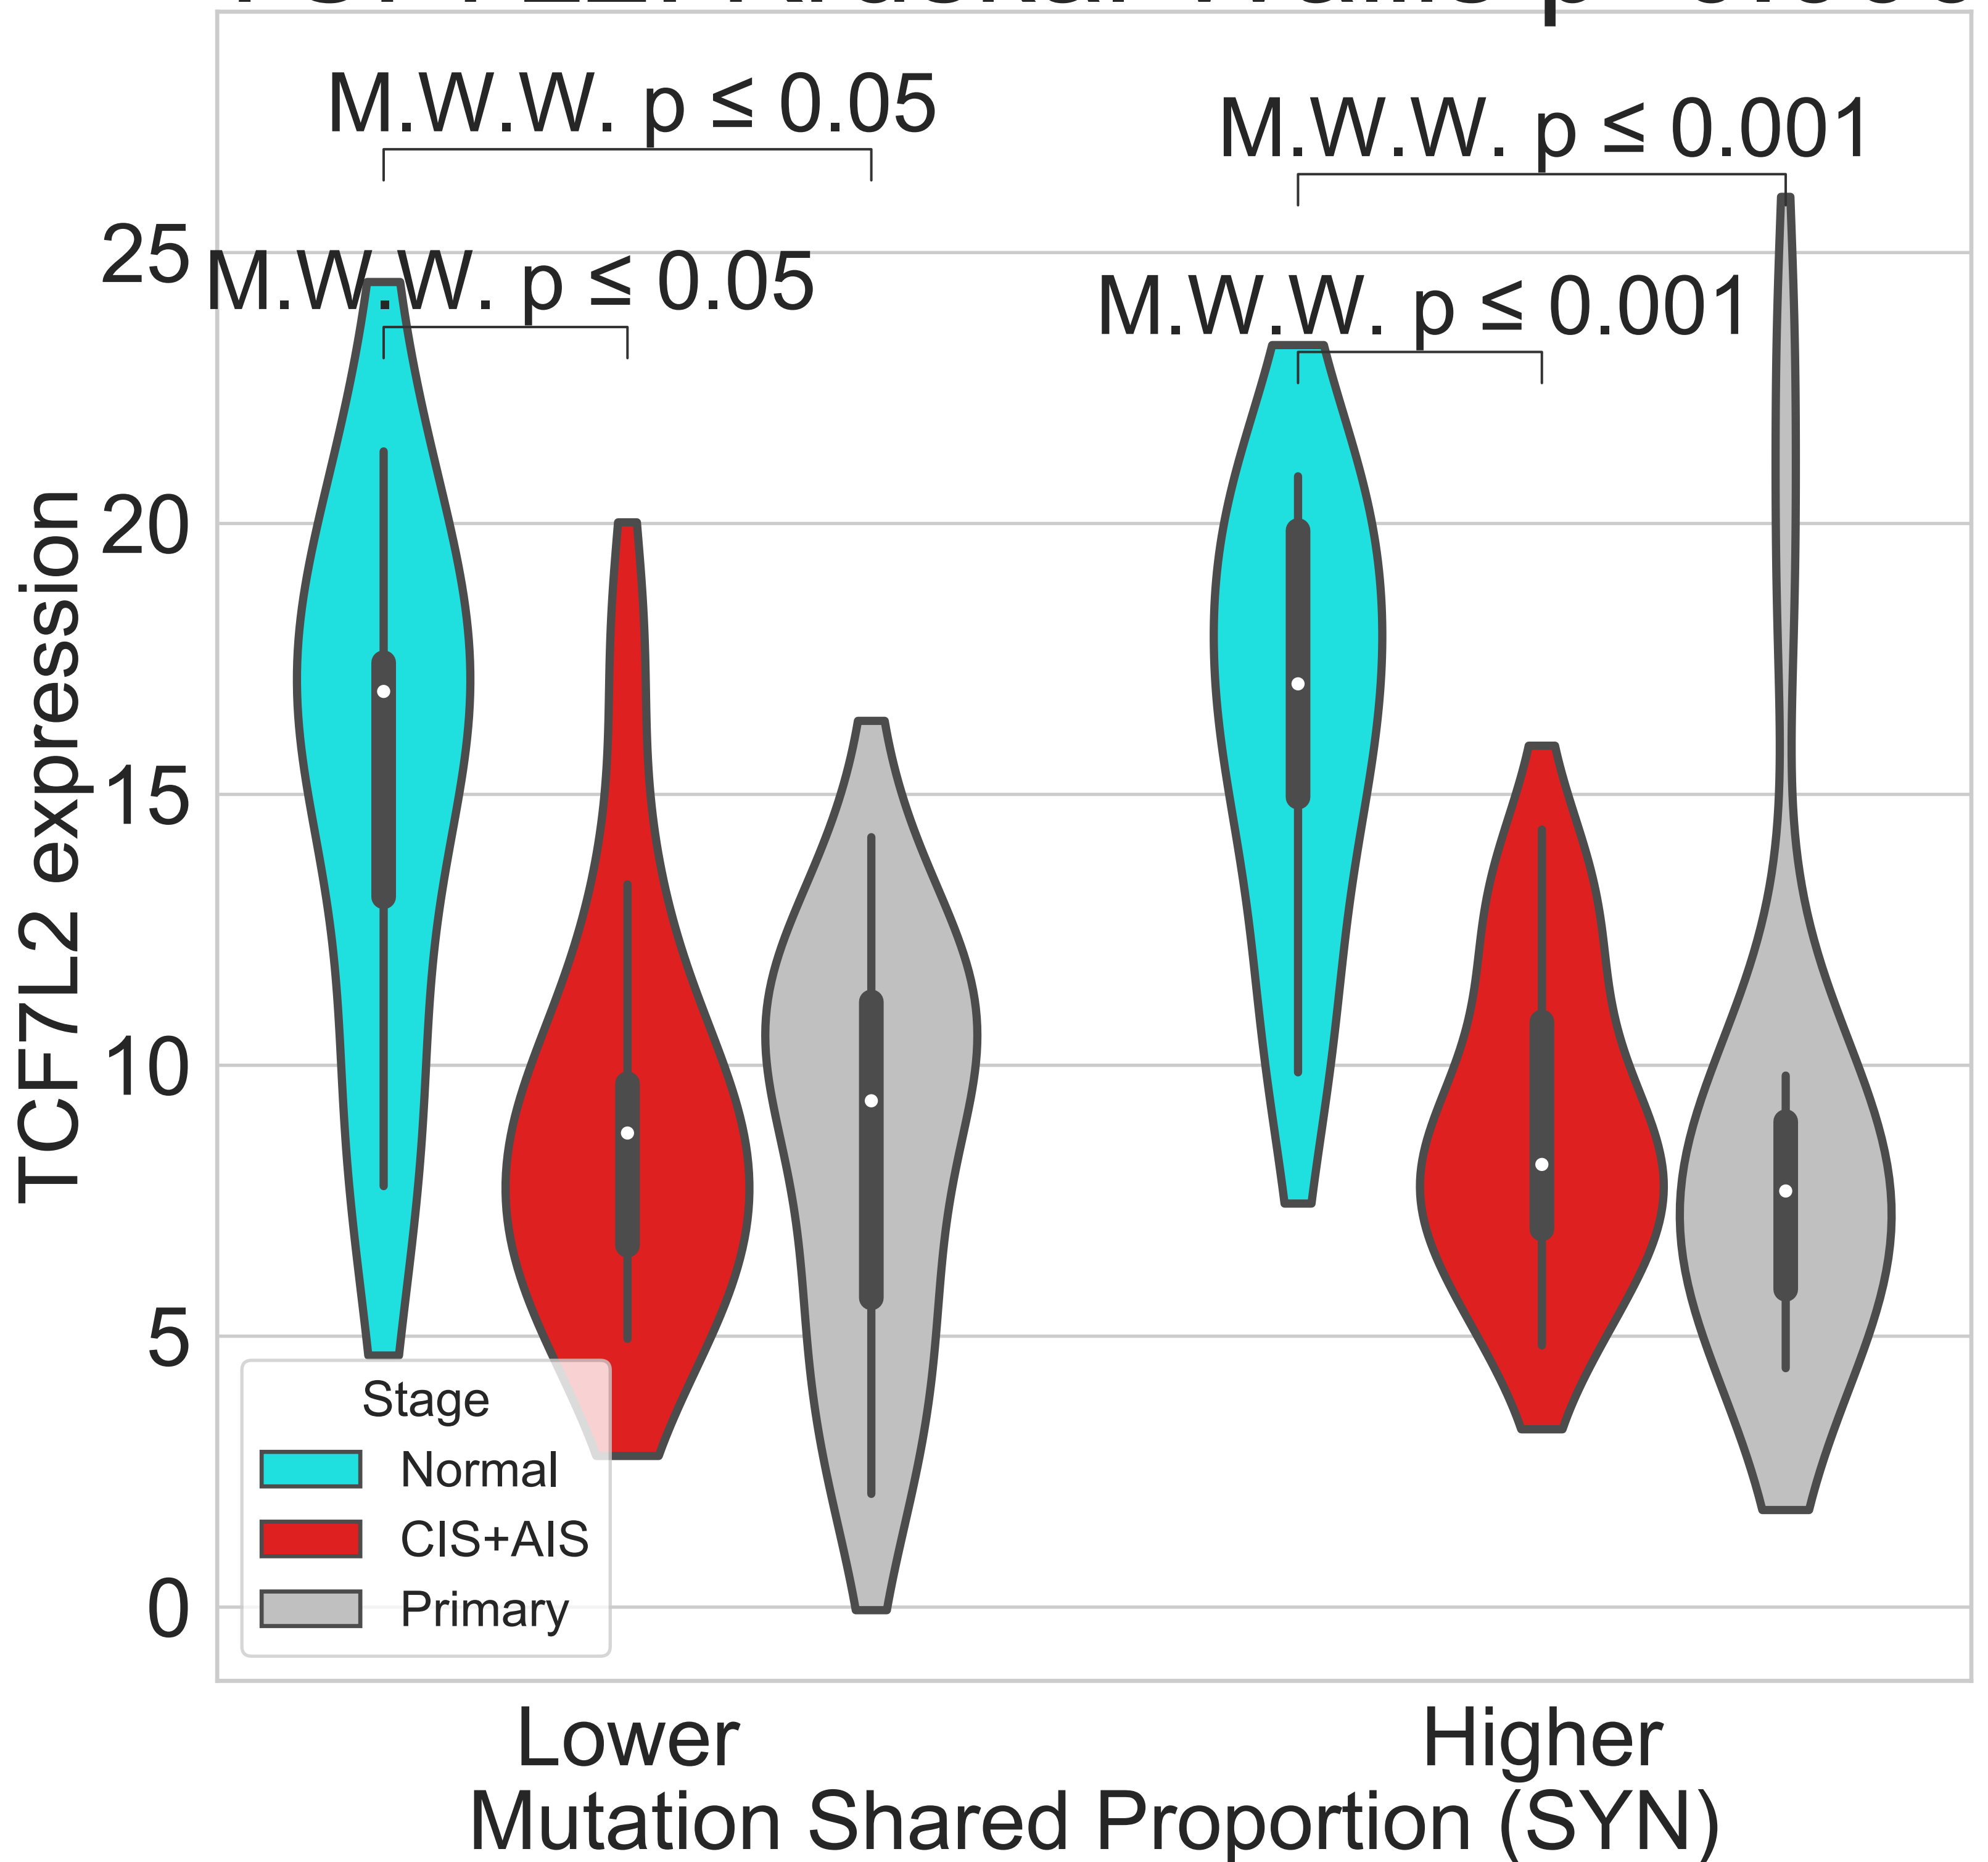 M.W.W. p ≤ 0.05
M.W.W. p ≤ 0.001
M.W.W. p ≤ 0.05
M.W.W. p ≤ 0.001
TCF7L2 expression
25
20
15
10
5
0
Stage
Normal
CIS+AIS
Primary
Lower
Higher
Mutation Shared Proportion (SYN)